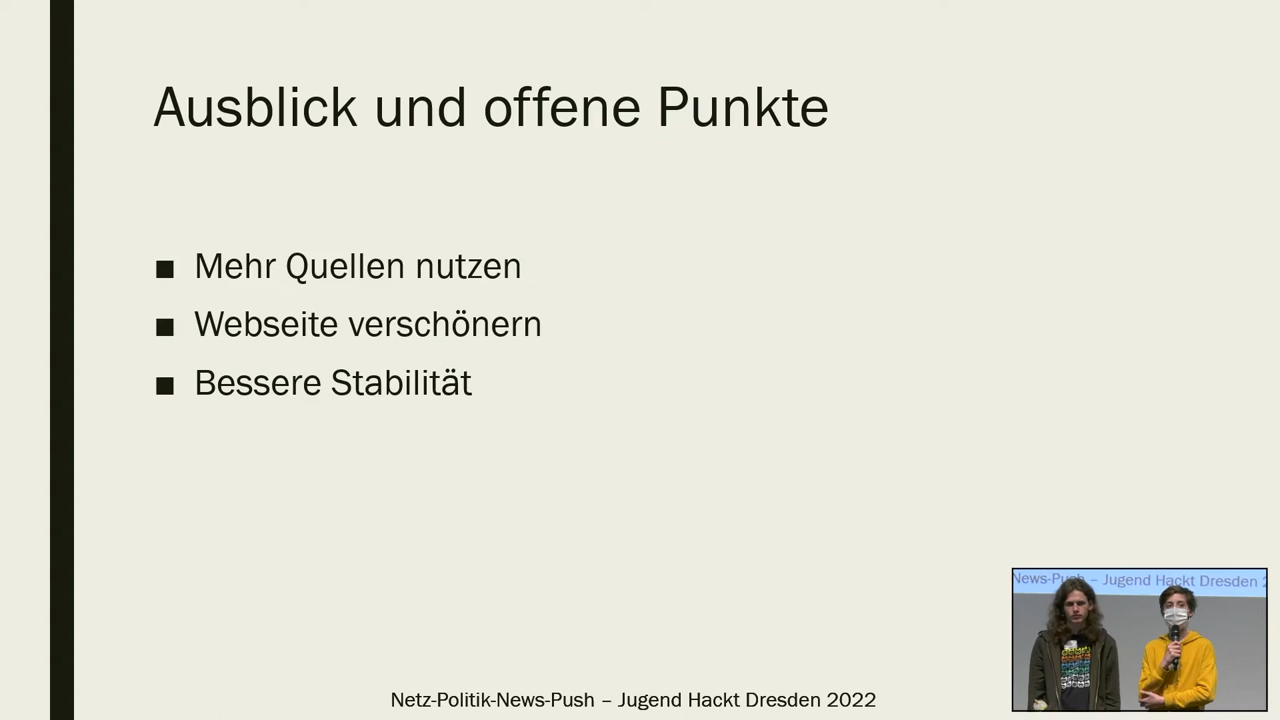 Ausblick und offene Punkte
■ Mehr Quellen nutzen
■ Webseite verschönern
■ Bessere Stabilität
News-Push – Jugend Hackt Dresden 2
Netz-Politik-News-Push – Jugend Hackt Dresden 2022